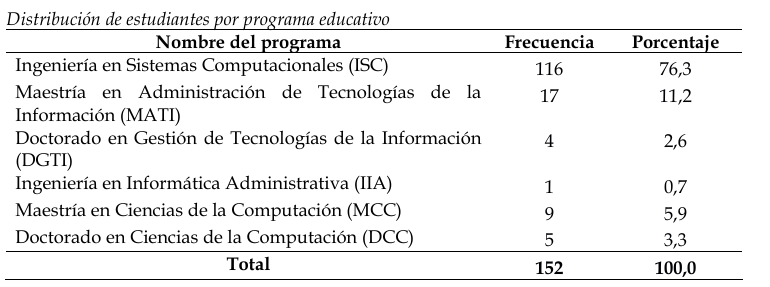 Distribución de estudiantes por programa educativo
Nombre del programa Frecuencia Porcentaje
Ingeniería en Sistemas Computacionales (ISC) 116 76,3
Maestría en Administración de Tecnologías de la 17 11,2
Información (MATI)
Doctorado en Gestión de Tecnologías de la Información 4 2,6
(DGTI)
Ingeniería en Informática Administrativa (IIA) 1 0,7
Maestría en Ciencias de la Computación (MCC) 9 5,9
Doctorado en Ciencias de la Computación (DCC) 5 3,3
Total 152 100,0